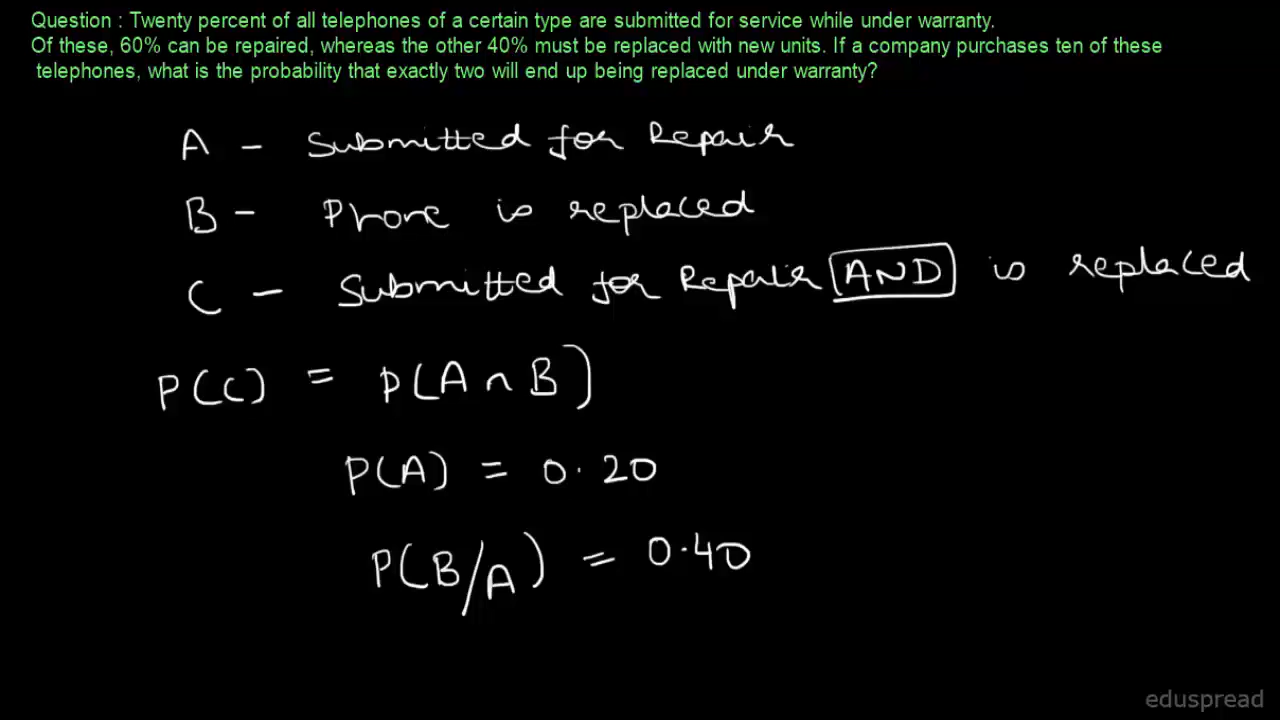 Question : Twenty percent of all telephones of a certain type are submitted for service while under warranty.
Of these, 60% can be repaired, whereas the other 40% must be replaced with new units. If a company purchases ten of these
telephones, what is the probability that exactly two will end up being replaced under warranty?
A - Submitted for Repair
B - Phone is replaced
C - Submitted for Repair AND is replaced
P(C) = P(A ∩ B)
P(A) = 0.20
P(B/A) = 0.40
eduspread